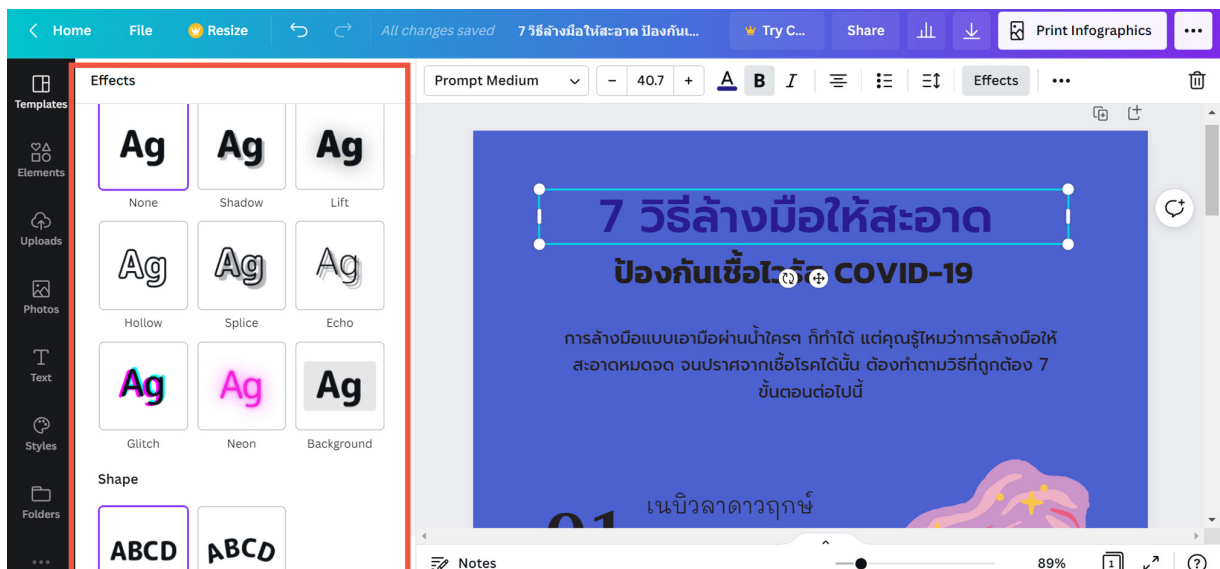 Home File Resize All changes saved 7 วิธีล้างมือให้สะอาด ป้องกันเ... Try C... Share Print Infographics
Templates
Elements
Uploads
Photos
Text
Styles
Folders
Effects
Ag Ag Ag
None Shadow Lift
Ag Ag Ag
Hollow Splice Echo
Ag Ag Ag
Glitch Neon Background
Shape
ABCD ABCD
Prompt Medium - 40.7 + A B I Effects
7 วิธีล้างมือให้สะอาด
ป้องกันเชื้อไวรัส COVID-19
การล้างมือแบบเอามือผ่านน้ำใครๆ ก็ทำได้ แต่คุณรู้ไหมว่าการล้างมือให้
สะอาดหมดจด จนปราศจากเชื้อโรคได้นั้น ต้องทำตามวิธีที่ถูกต้อง 7
ขั้นตอนต่อไปนี้
01
เนบิวลาดาวฤกษ์
Notes 89% 1